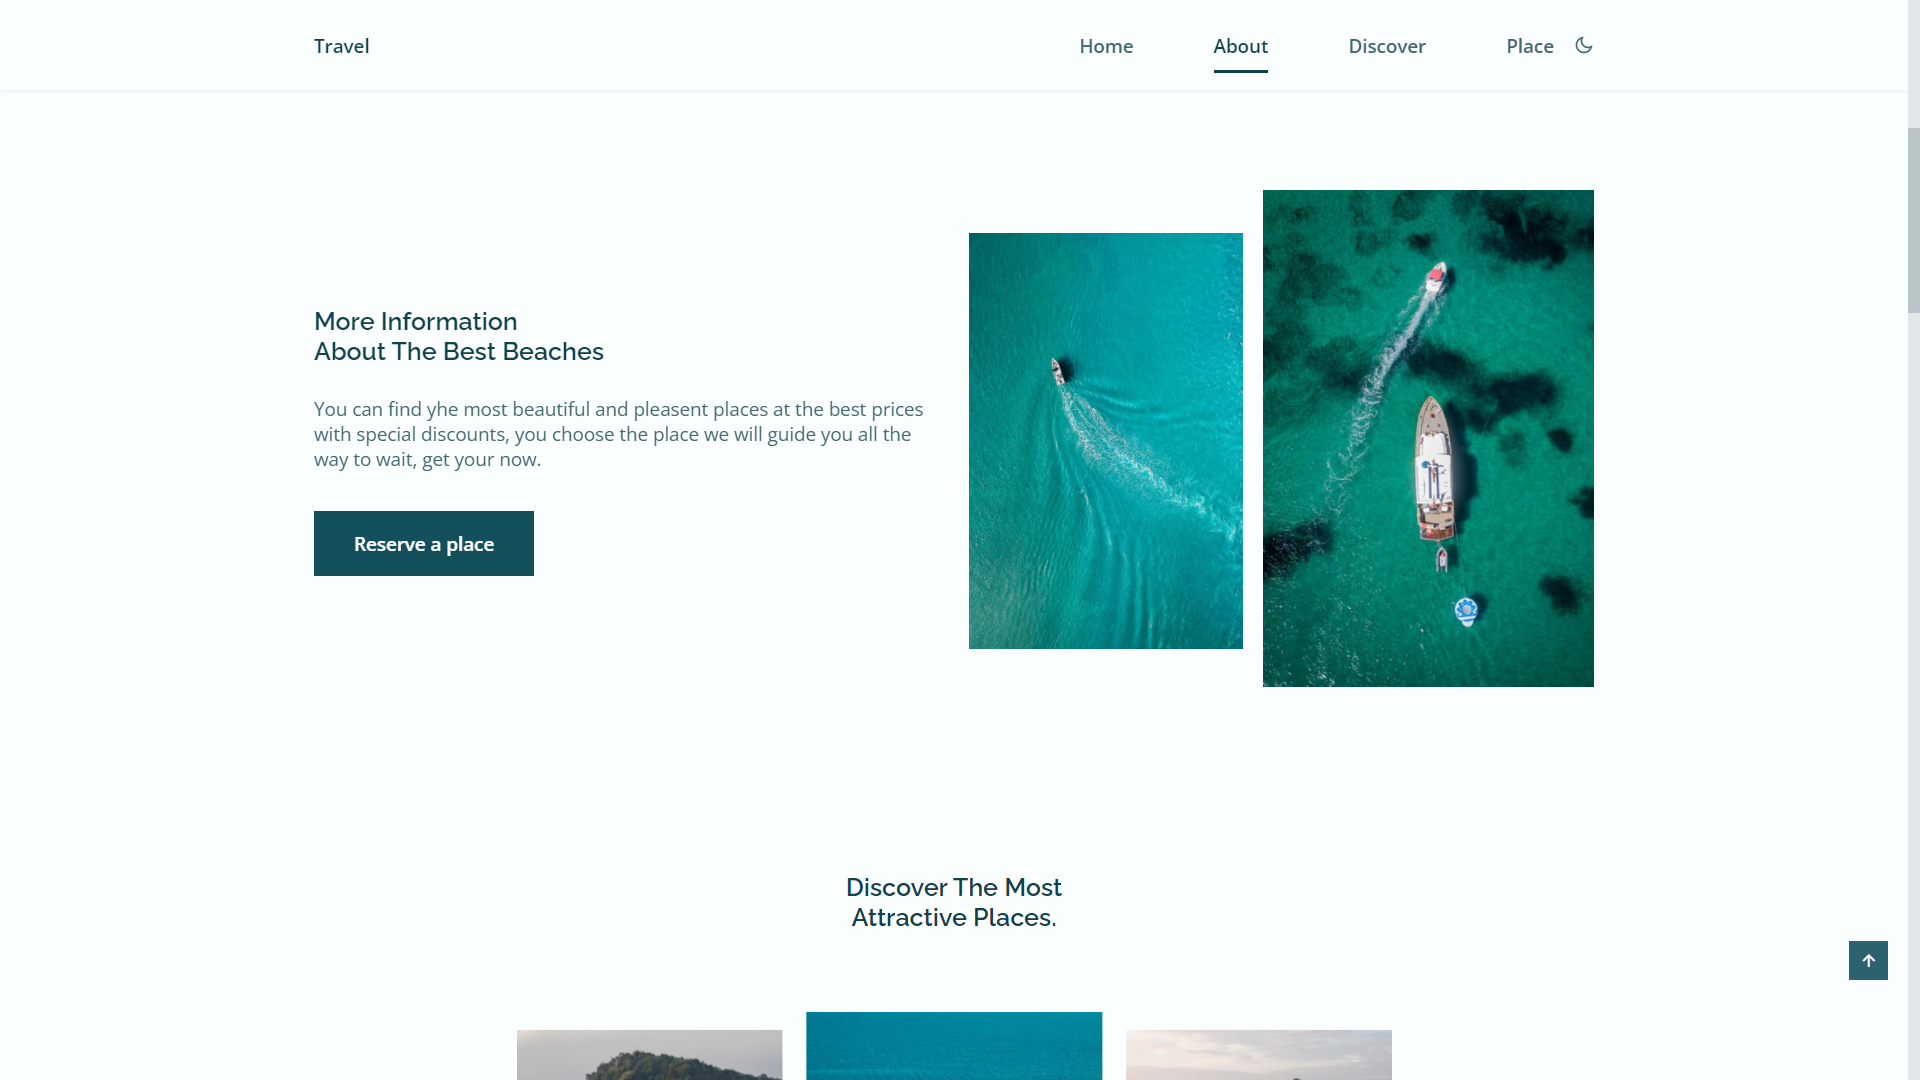 Travel
Home
About
Discover
Place
More Information
About The Best Beaches
You can find yhe most beautiful and pleasent places at the best prices
with special discounts, you choose the place we will guide you all the
way to wait, get your now.
Reserve a place
Discover The Most
Attractive Places.